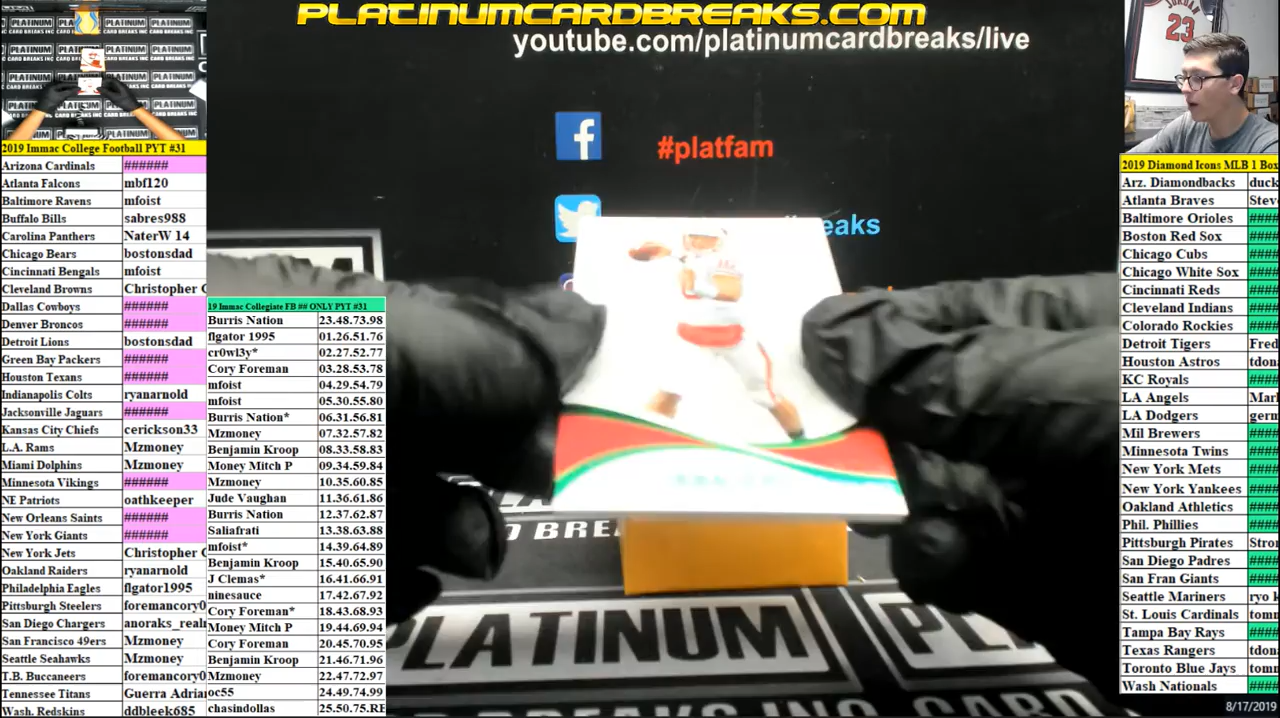 PLATINUMCARDBREAKS.COM
youtube.com/platinumcardbreaks/live
#platfam
eaks
JORDAN
23
2019 Immac College Football PYT #31
Arizona Cardinals ######
Atlanta Falcons mbf120
Baltimore Ravens mfoist
Buffalo Bills sabres988
Carolina Panthers NaterW 14
Chicago Bears bostonsdad
Cincinnati Bengals mfoist
Cleveland Browns Christopher C
Dallas Cowboys ######
Denver Broncos ######
Detroit Lions bostonsdad
Green Bay Packers ######
Houston Texans ######
Indianapolis Colts ryanarnold
Jacksonville Jaguars ######
Kansas City Chiefs cerickson33
L.A. Rams Mzmoney
Miami Dolphins Mzmoney
Minnesota Vikings ######
NE Patriots oathkeeper
New Orleans Saints ######
New York Giants ######
New York Jets Christopher C
Oakland Raiders ryanarnold
Philadelphia Eagles flgator1995
Pittsburgh Steelers foremancory0
San Diego Chargers anoraks_realr
San Francisco 49ers Mzmoney
Seattle Seahawks Mzmoney
T.B. Buccaneers foremancory0
Tennessee Titans Guerra Adrian
Wash. Redskins ddbleek685
19 Immac Collegiate FB ## ONLY PYT #31
Burris Nation 23.48.73.98
flgator 1995 01.26.51.76
cr0wl3y* 02.27.52.77
Cory Foreman 03.28.53.78
mfoist 04.29.54.79
mfoist 05.30.55.80
Burris Nation* 06.31.56.81
Mzmoney 07.32.57.82
Benjamin Kroop 08.33.58.83
Money Mitch P 09.34.59.84
Mzmoney 10.35.60.85
Jude Vaughan 11.36.61.86
Burris Nation 12.37.62.87
Saliafrati 13.38.63.88
mfoist* 14.39.64.89
Benjamin Kroop 15.40.65.90
J Clemas* 16.41.66.91
ninesauce 17.42.67.92
Cory Foreman* 18.43.68.93
Money Mitch P 19.44.69.94
Cory Foreman 20.45.70.95
Benjamin Kroop 21.46.71.96
Mzmoney 22.47.72.97
oc55 24.49.74.99
chasindollas 25.50.75.RE
2019 Diamond Icons MLB 1 Box
Arz. Diamondbacks duck
Atlanta Braves Stev
Baltimore Orioles ####
Boston Red Sox ####
Chicago Cubs ####
Chicago White Sox ####
Cincinnati Reds ####
Cleveland Indians ####
Colorado Rockies ####
Detroit Tigers Fred
Houston Astros tdon
KC Royals ####
LA Angels Mar
LA Dodgers germ
Mil Brewers ####
Minnesota Twins ####
New York Mets ####
New York Yankees ####
Oakland Athletics ####
Phil. Phillies ####
Pittsburgh Pirates Stro
San Diego Padres ####
San Fran Giants ####
Seattle Mariners ryo k
St. Louis Cardinals tom
Tampa Bay Rays ####
Texas Rangers tdon
Toronto Blue Jays tom
Wash Nationals ####
8/17/2019
PLATINUM